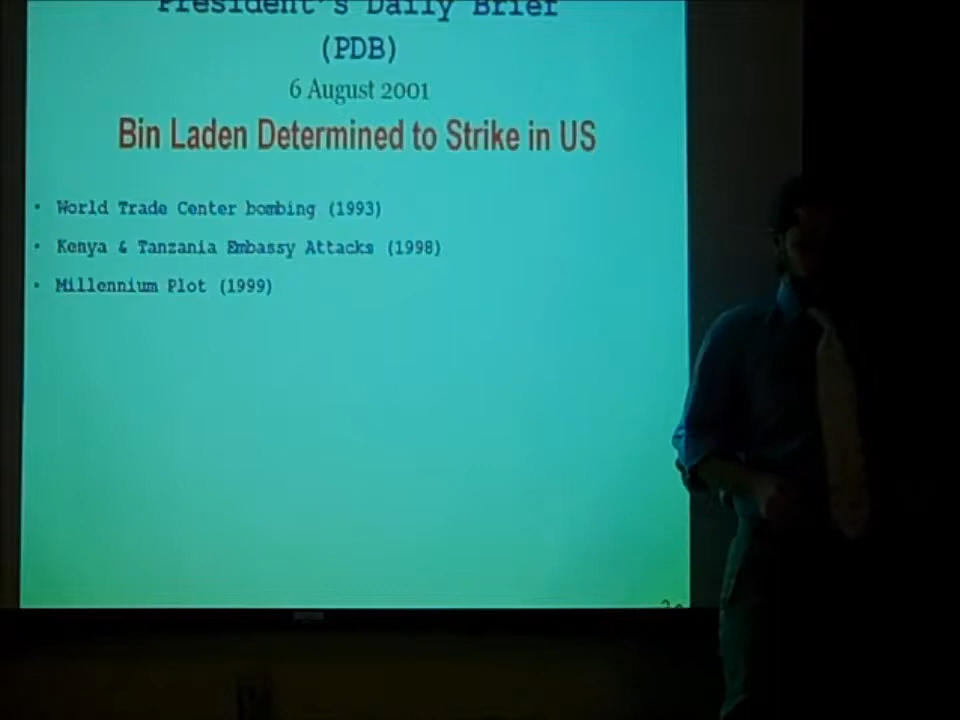 President's Daily Brief
(PDB)
6 August 2001
Bin Laden Determined to Strike in US
• World Trade Center bombing (1993)
• Kenya & Tanzania Embassy Attacks (1998)
• Millennium Plot (1999)